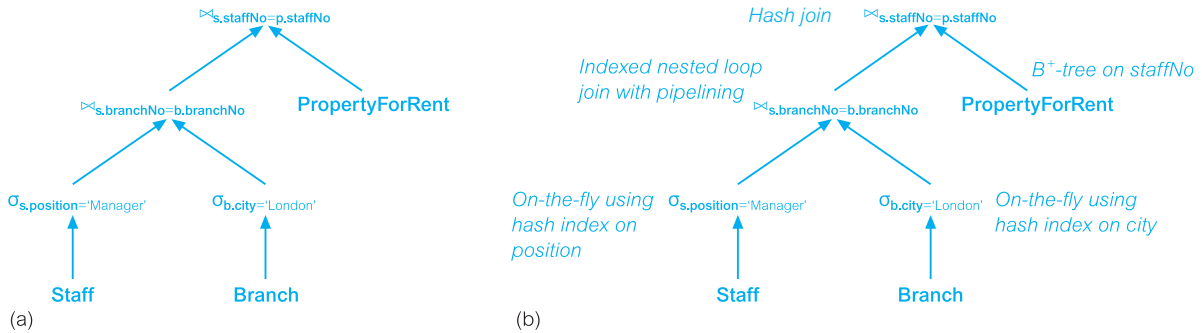 ⋈s.staffNo=p.staffNo
PropertyForRent
⋈s.branchNo=b.branchNo
σs.position='Manager'
σb.city='London'
Staff
Branch
(a)
Hash join
⋈s.staffNo=p.staffNo
Indexed nested loop
join with pipelining
B⁺-tree on staffNo
PropertyForRent
⋈s.branchNo=b.branchNo
On-the-fly using
hash index on
position
σs.position='Manager'
σb.city='London'
On-the-fly using
hash index on city
Staff
Branch
(b)